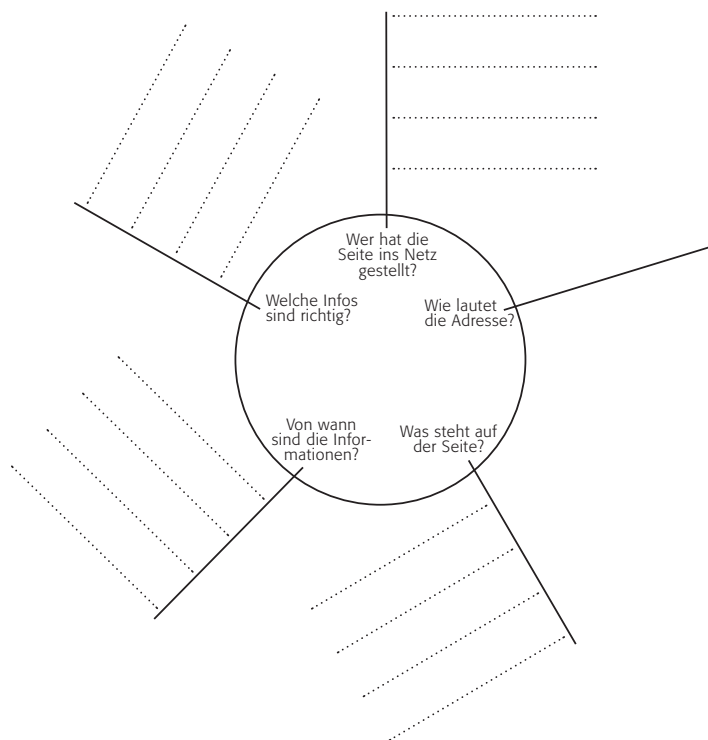 Wer hat die
Seite ins Netz
gestellt?
Wie lautet
die Adresse?
Was steht auf
der Seite?
Von wann
sind die Infor-
mationen?
Welche Infos
sind richtig?